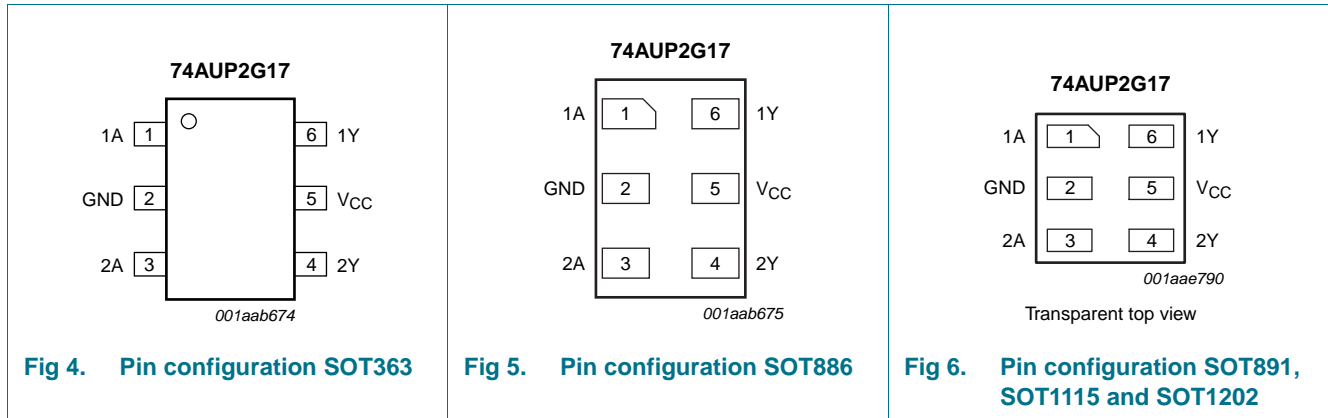 74AUP2G17
1A 1 6 1Y
GND 2 5 VCC
2A 3 4 2Y
001aab674
Fig 4. Pin configuration SOT363
74AUP2G17
1A 1 6 1Y
GND 2 5 VCC
2A 3 4 2Y
001aab675
Fig 5. Pin configuration SOT886
74AUP2G17
1A 1 6 1Y
GND 2 5 VCC
2A 3 4 2Y
001aae790
Transparent top view
Fig 6. Pin configuration SOT891,
SOT1115 and SOT1202